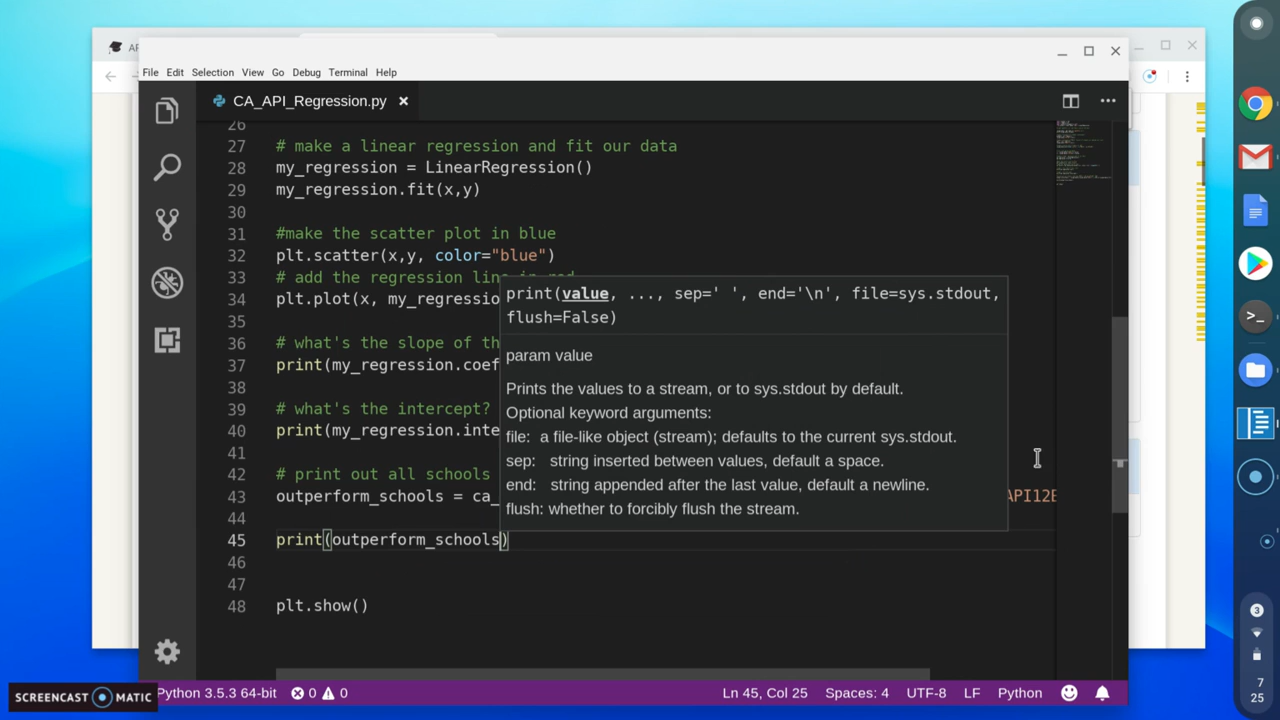 AP
File Edit Selection View Go Debug Terminal Help
CA_API_Regression.py
26
27 # make a linear regression and fit our data
28 my_regression = LinearRegression()
29 my_regression.fit(x,y)
30
31 #make the scatter plot in blue
32 plt.scatter(x,y, color="blue")
33 # add the regression line in red
34 plt.plot(x, my_regressio
35
36 # what's the slope of th
37 print(my_regression.coef
38
39 # what's the intercept?
40 print(my_regression.inte
41
42 # print out all schools
43 outperform_schools = ca_ API12B
44
45 print(outperform_schools)
46
47
48 plt.show()
print(value, ..., sep=' ', end='\n', file=sys.stdout,
flush=False)
param value
Prints the values to a stream, or to sys.stdout by default.
Optional keyword arguments:
file: a file-like object (stream); defaults to the current sys.stdout.
sep: string inserted between values, default a space.
end: string appended after the last value, default a newline.
flush: whether to forcibly flush the stream.
SCREENCAST MATIC
Python 3.5.3 64-bit 0 0 Ln 45, Col 25 Spaces: 4 UTF-8 LF Python
3
7
25